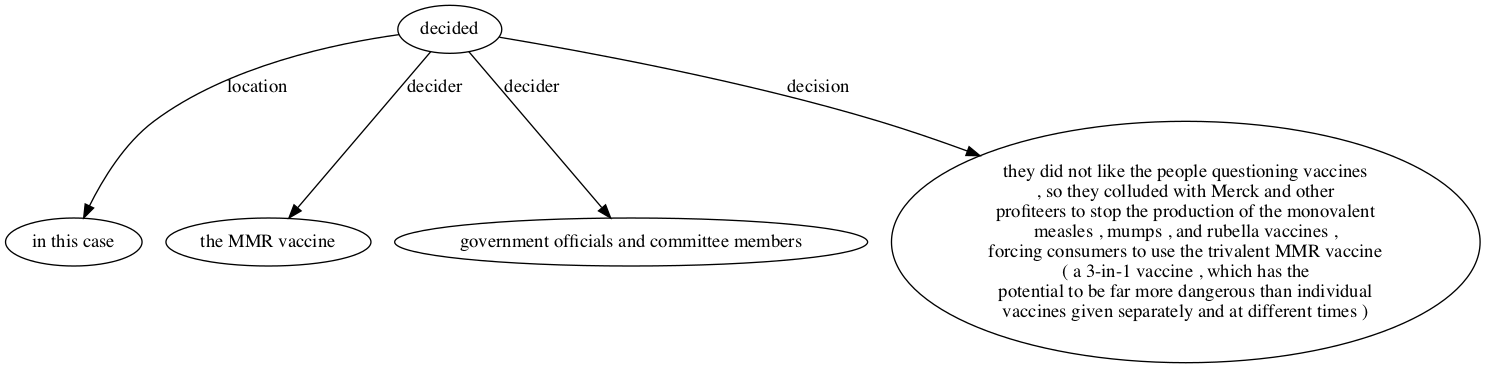 decided
location
decider
decider
decision
in this case
the MMR vaccine
government officials and committee members
they did not like the people questioning vaccines
, so they colluded with Merck and other
profiteers to stop the production of the monovalent
measles , mumps , and rubella vaccines ,
forcing consumers to use the trivalent MMR vaccine
( a 3-in-1 vaccine , which has the
potential to be far more dangerous than individual
vaccines given separately and at different times )